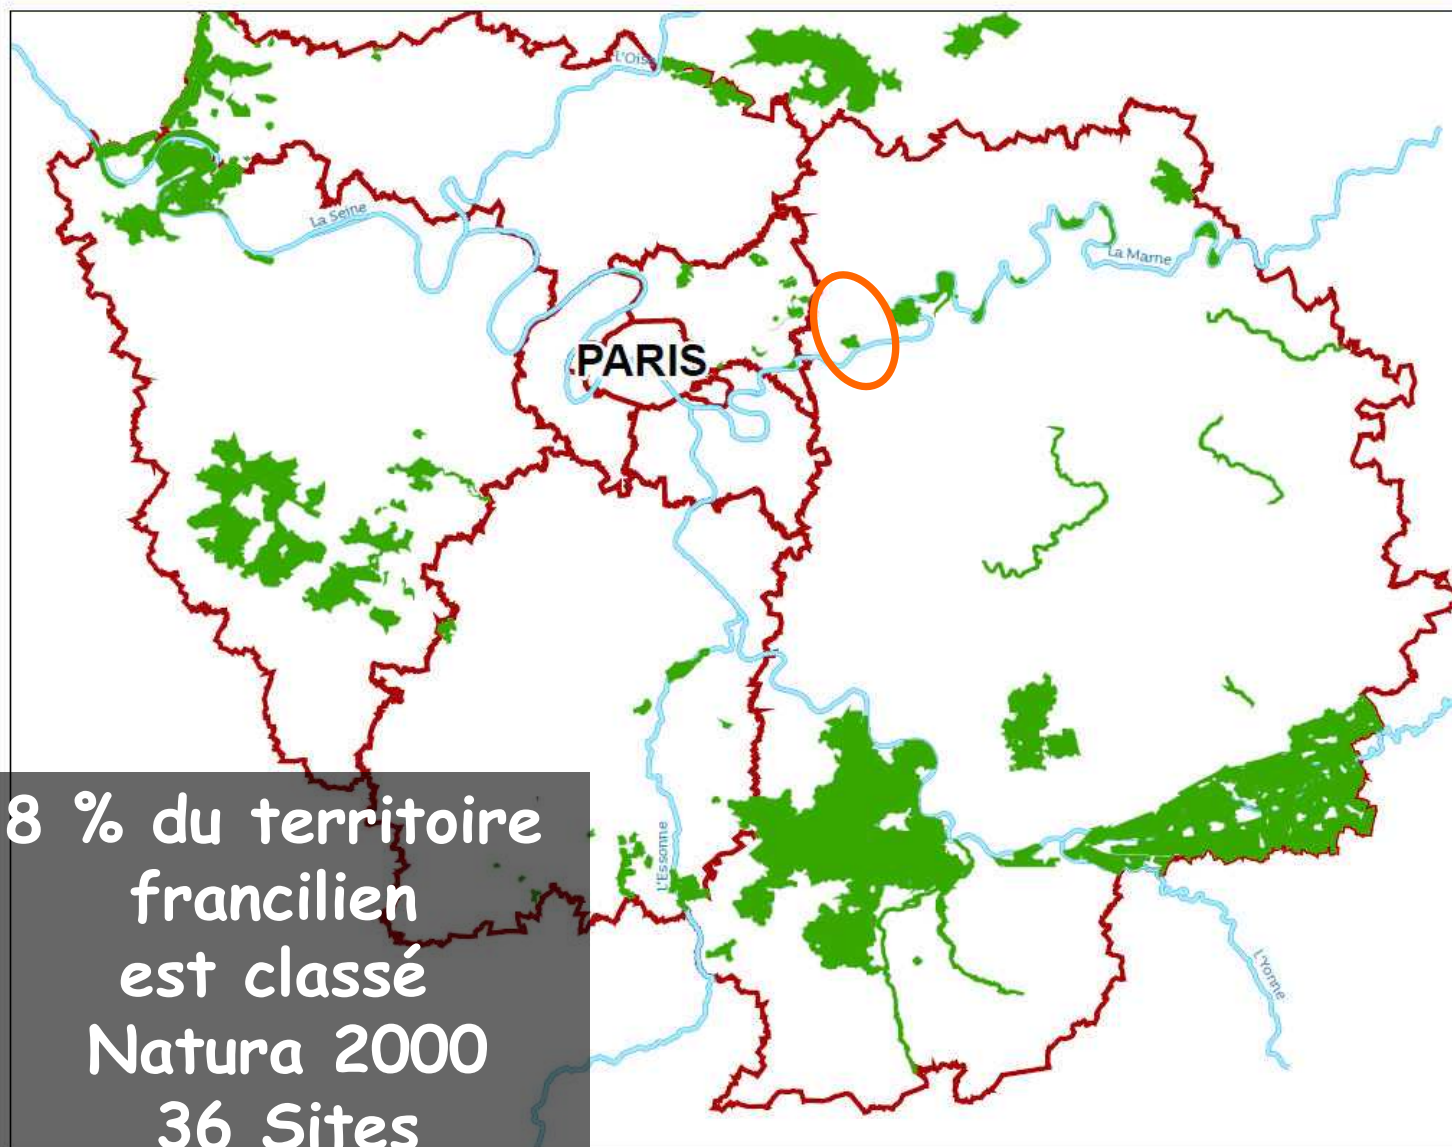 L'Oise
La Seine
La Marne
PARIS
L'Essonne
L'Yonne
8 % du territoire
francilien
est classé
Natura 2000
36 Sites